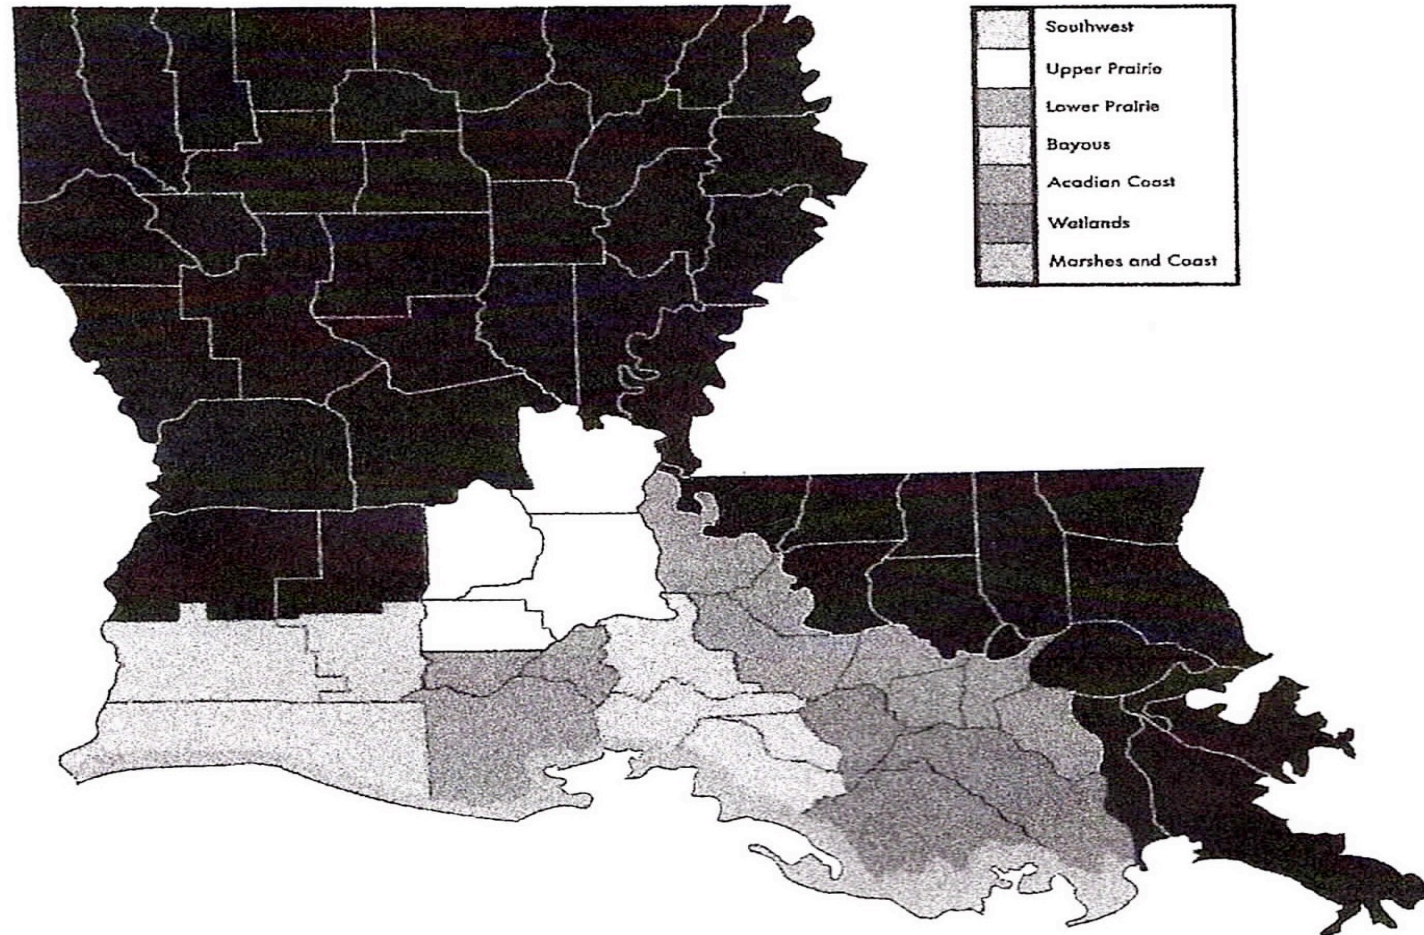 Southwest
Upper Prairie
Lower Prairie
Bayous
Acadian Coast
Wetlands
Marshes and Coast